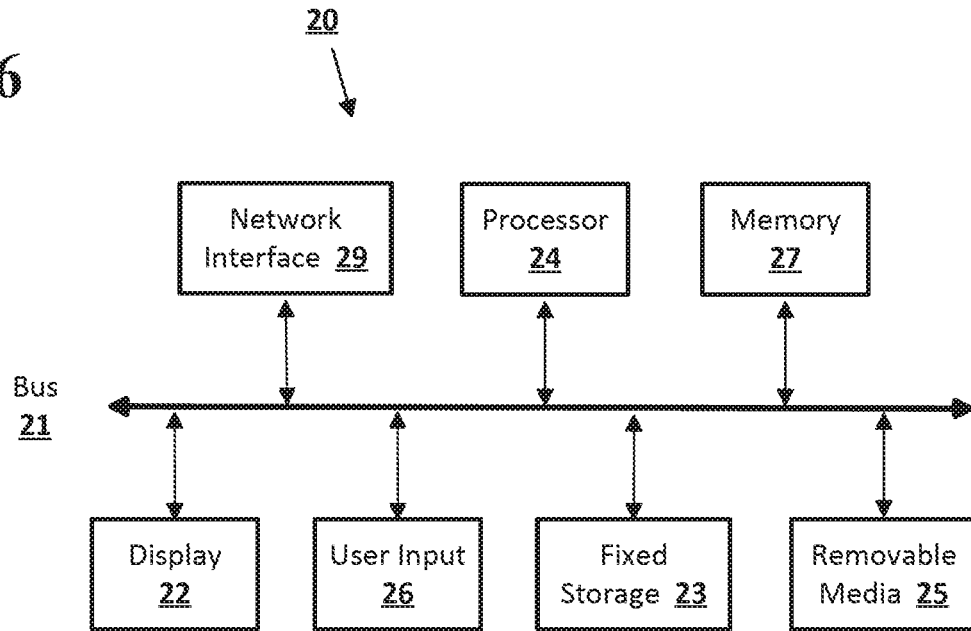 20
6
Network
Interface 29
Processor
24
Memory
27
Bus
21
Display
22
User Input
26
Fixed
Storage 23
Removable
Media 25